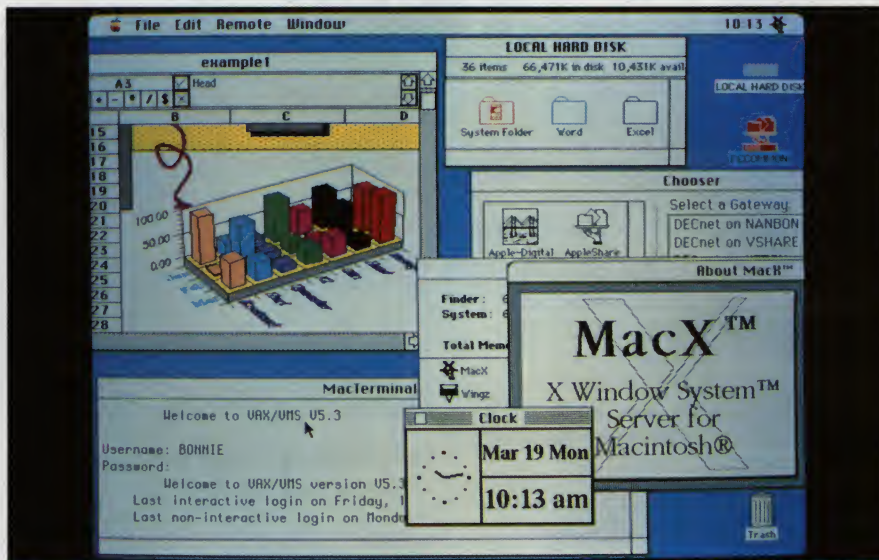 File Edit Remote Window 10:13
example1
A3 Head
+ - * / $
B C D
15
16
17
18
19
20
21
22
23
24
25
26
27
28
100.00
50.00
0.00
LOCAL HARD DISK
36 items 66,471K in disk 10,431K avail
System Folder Word Excel
LOCAL HARD DISK
Chooser
Select a Gateway:
DECnet on NANBON
DECnet on VSHARE
Apple-Digital AppleShare
Finder: 6
System: 6
Total Mem
MacX
Wingz
About MacX™
MacX™
X Window System™
Server for
Macintosh®
MacTerminal
Welcome to VAX/VMS V5.3
Username: BONNIE
Password:
Welcome to VAX/VMS version V5.3
Last interactive login on Friday, 1
Last non-interactive login on Monda
Clock
Mar 19 Mon
10:13 am
Trash